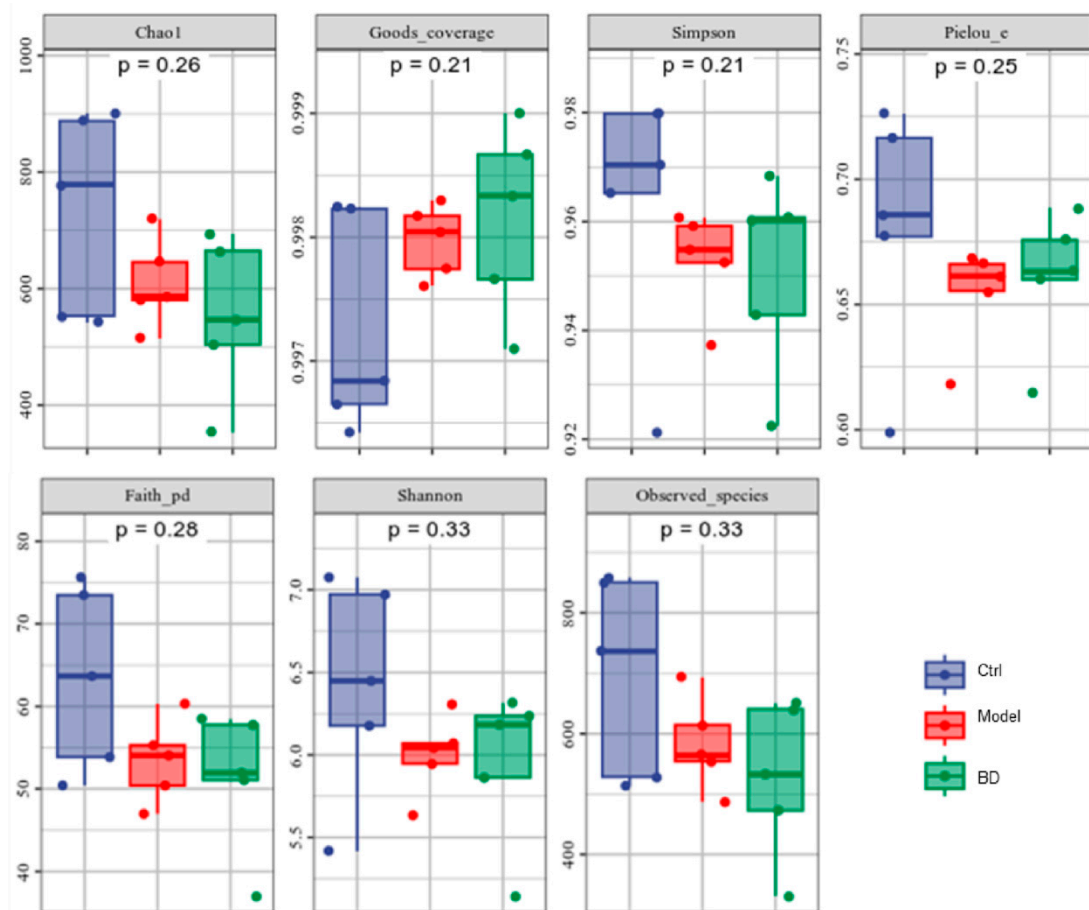 Chao1
p = 0.26
1000
800
600
400
Goods_coverage
p = 0.21
0.999
0.998
0.997
Simpson
p = 0.21
0.98
0.96
0.94
0.92
Pielou_e
p = 0.25
0.75
0.70
0.65
0.60
Faith_pd
p = 0.28
80
70
60
50
40
Shannon
p = 0.33
7.0
6.5
6.0
5.5
Observed_species
p = 0.33
800
600
400
Ctrl
Model
BD